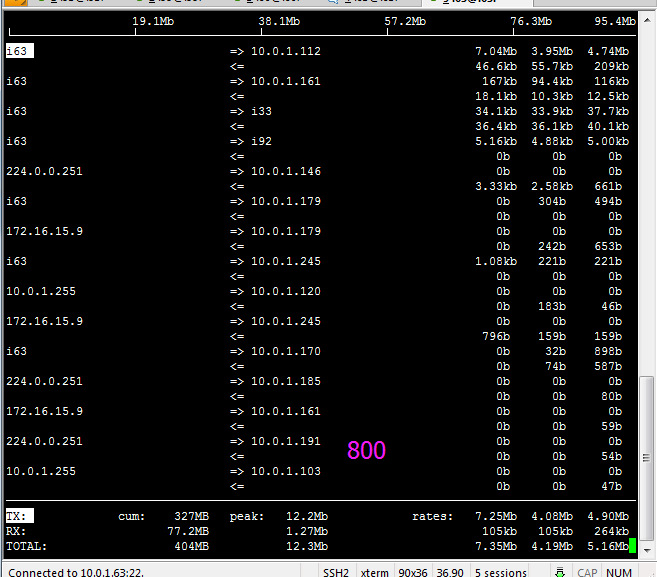 19.1Mb 38.1Mb 57.2Mb 76.3Mb 95.4Mb
i63 => 10.0.1.112 7.04Mb 3.95Mb 4.74Mb
<= 46.6kb 55.7kb 209kb
i63 => 10.0.1.161 167kb 94.4kb 116kb
<= 18.1kb 10.3kb 12.5kb
i63 => i33 34.1kb 33.9kb 37.7kb
<= 36.4kb 36.1kb 40.1kb
i63 => i92 5.16kb 4.88kb 5.00kb
<= 0b 0b 0b
224.0.0.251 => 10.0.1.146 0b 0b 0b
<= 3.33kb 2.58kb 661b
i63 => 10.0.1.179 0b 304b 494b
<= 0b 0b 0b
172.16.15.9 => 10.0.1.179 0b 0b 0b
<= 0b 242b 653b
i63 => 10.0.1.245 1.08kb 221b 221b
<= 0b 0b 0b
10.0.1.255 => 10.0.1.120 0b 0b 0b
<= 0b 183b 46b
172.16.15.9 => 10.0.1.245 0b 0b 0b
<= 796b 159b 159b
i63 => 10.0.1.170 0b 32b 898b
<= 0b 74b 587b
224.0.0.251 => 10.0.1.185 0b 0b 0b
<= 0b 0b 80b
172.16.15.9 => 10.0.1.161 0b 0b 0b
<= 0b 0b 59b
224.0.0.251 => 10.0.1.191 0b 0b 0b
800
<= 0b 0b 54b
10.0.1.255 => 10.0.1.103 0b 0b 0b
<= 0b 0b 47b
TX: cum: 327MB peak: 12.2Mb rates: 7.25Mb 4.08Mb 4.90Mb
RX: 77.2MB 1.27Mb 105kb 105kb 264kb
TOTAL: 404MB 12.3Mb 7.35Mb 4.19Mb 5.16Mb
Connected to 10.0.1.63:22. SSH2 xterm 90x36 36,90 5 sessions CAP NUM